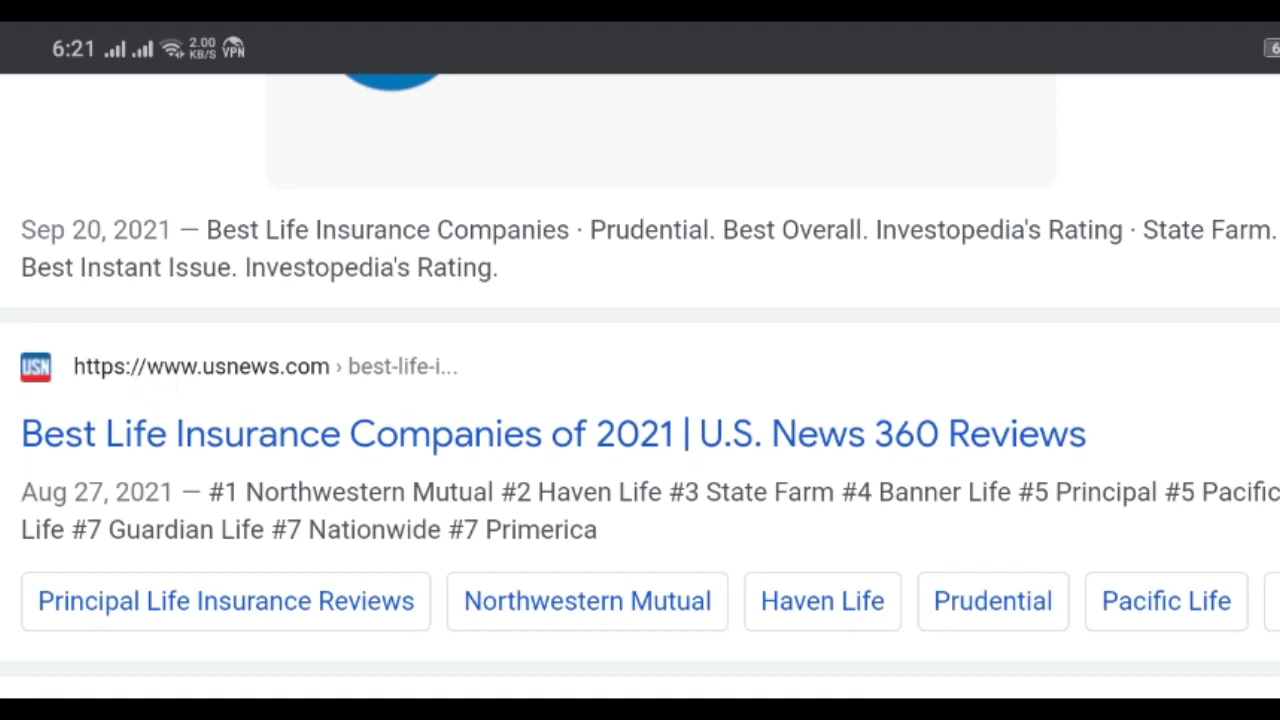 6:21 2.00 KB/S VPN 6
Sep 20, 2021 — Best Life Insurance Companies · Prudential. Best Overall. Investopedia's Rating · State Farm.
Best Instant Issue. Investopedia's Rating.
USN https://www.usnews.com › best-life-i...
Best Life Insurance Companies of 2021 | U.S. News 360 Reviews
Aug 27, 2021 — #1 Northwestern Mutual #2 Haven Life #3 State Farm #4 Banner Life #5 Principal #5 Pacific
Life #7 Guardian Life #7 Nationwide #7 Primerica
Principal Life Insurance Reviews Northwestern Mutual Haven Life Prudential Pacific Life